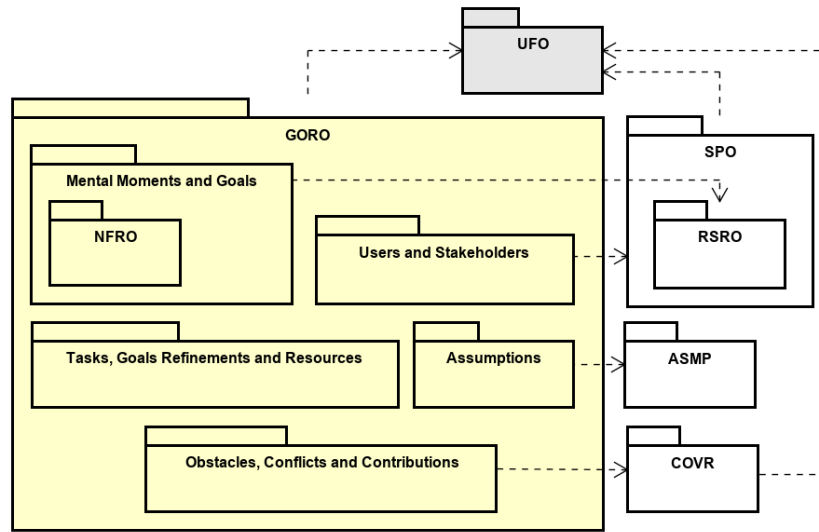 UFO
GORO
SPO
Mental Moments and Goals
NFRO
RSRO
Users and Stakeholders
Tasks, Goals Refinements and Resources
Assumptions
ASMP
Obstacles, Conflicts and Contributions
COVR